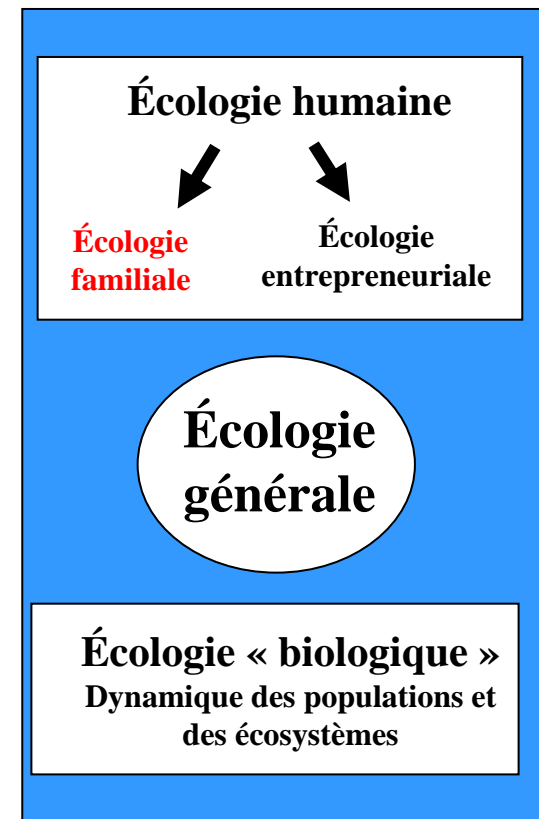 Écologie humaine
Écologie
familiale
Écologie
entrepreneuriale
Écologie
générale
Écologie « biologique »
Dynamique des populations et
des écosystèmes